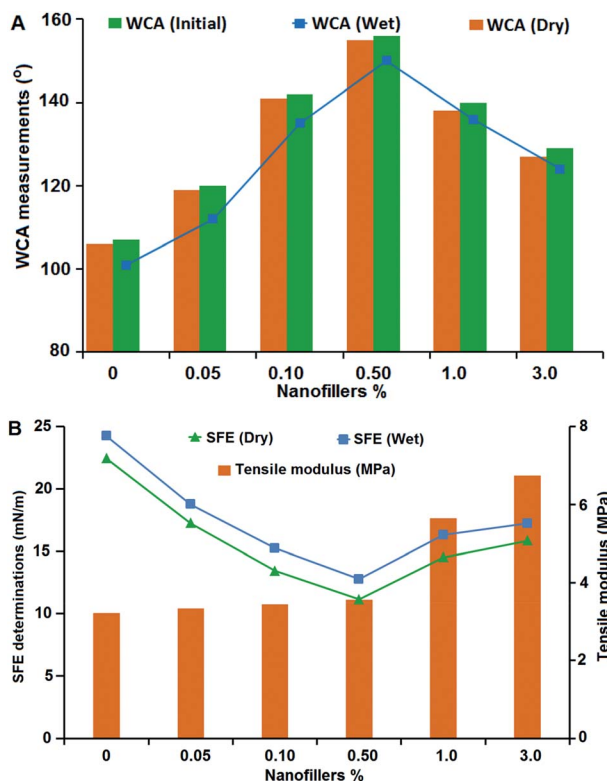 A
WCA (Initial) WCA (Wet) WCA (Dry)
WCA measurements (°)
160
140
120
100
80
0 0.05 0.10 0.50 1.0 3.0
Nanofillers %
B
SFE (Dry) SFE (Wet)
Tensile modulus (MPa)
SFE determinations (mN/m)
25
20
15
10
5
0
Tensile modulus (MPa)
8
6
4
2
0
0 0.05 0.10 0.50 1.0 3.0
Nanofillers %